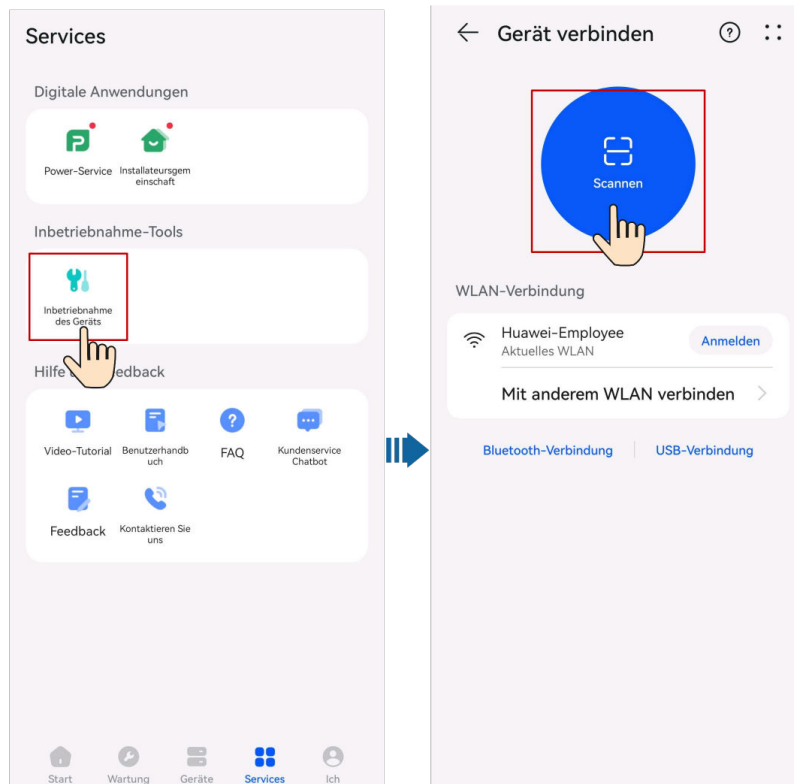 Services
Digitale Anwendungen
Power-Service
Installateursgem
einschaft
Inbetriebnahme-Tools
Inbetriebnahme
des Geräts
Hilfe
edback
Video-Tutorial
Benutzerhandb
uch
FAQ
Kundenservice
Chatbot
Feedback
Kontaktieren Sie
uns
Start
Wartung
Geräte
Services
Ich
Gerät verbinden
Scannen
WLAN-Verbindung
Huawei-Employee
Aktuelles WLAN
Anmelden
Mit anderem WLAN verbinden
Bluetooth-Verbindung
USB-Verbindung